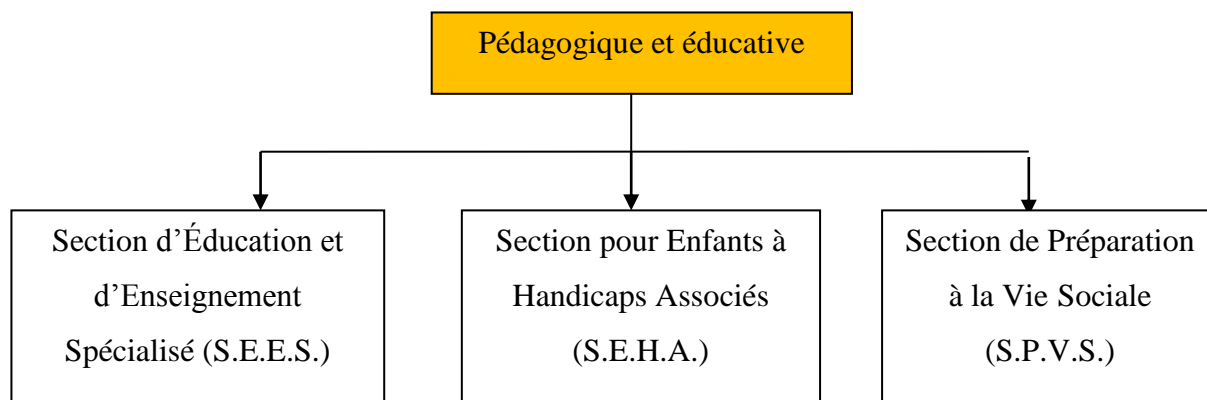 Pédagogique et éducative
Section d’Éducation et
d’Enseignement
Spécialisé (S.E.E.S.)
Section pour Enfants à
Handicaps Associés
(S.E.H.A.)
Section de Préparation
à la Vie Sociale
(S.P.V.S.)